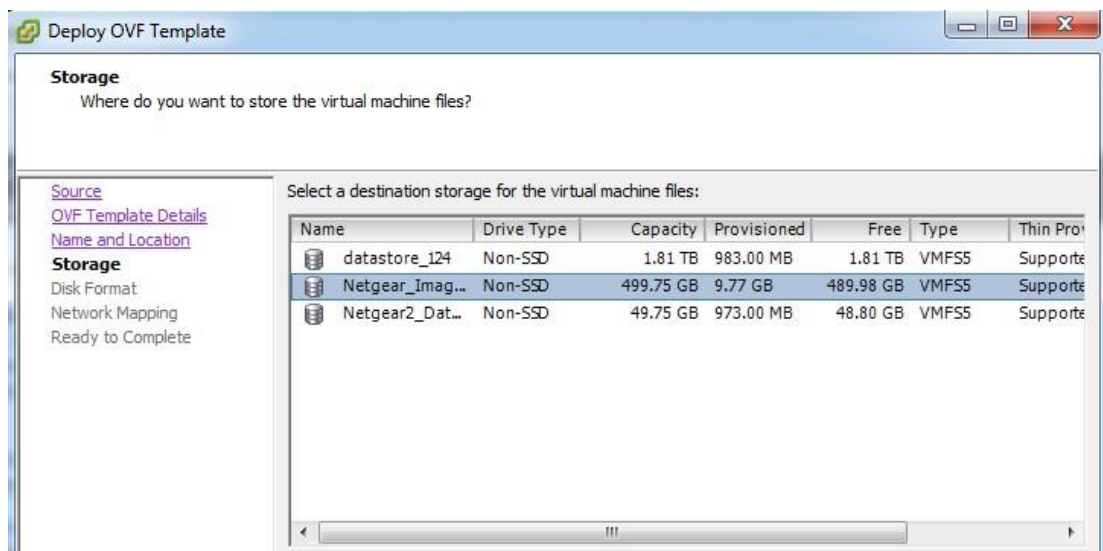 Deploy OVF Template
Storage
Where do you want to store the virtual machine files?
Source
OVF Template Details
Name and Location
Storage
Disk Format
Network Mapping
Ready to Complete
Select a destination storage for the virtual machine files:
Name Drive Type Capacity Provisioned Free Type Thin Prov
datastore_124 Non-SSD 1.81 TB 983.00 MB 1.81 TB VMFS5 Supporte
Netgear_Imag... Non-SSD 499.75 GB 9.77 GB 489.98 GB VMFS5 Supporte
Netgear2_Dat... Non-SSD 49.75 GB 973.00 MB 48.80 GB VMFS5 Supporte